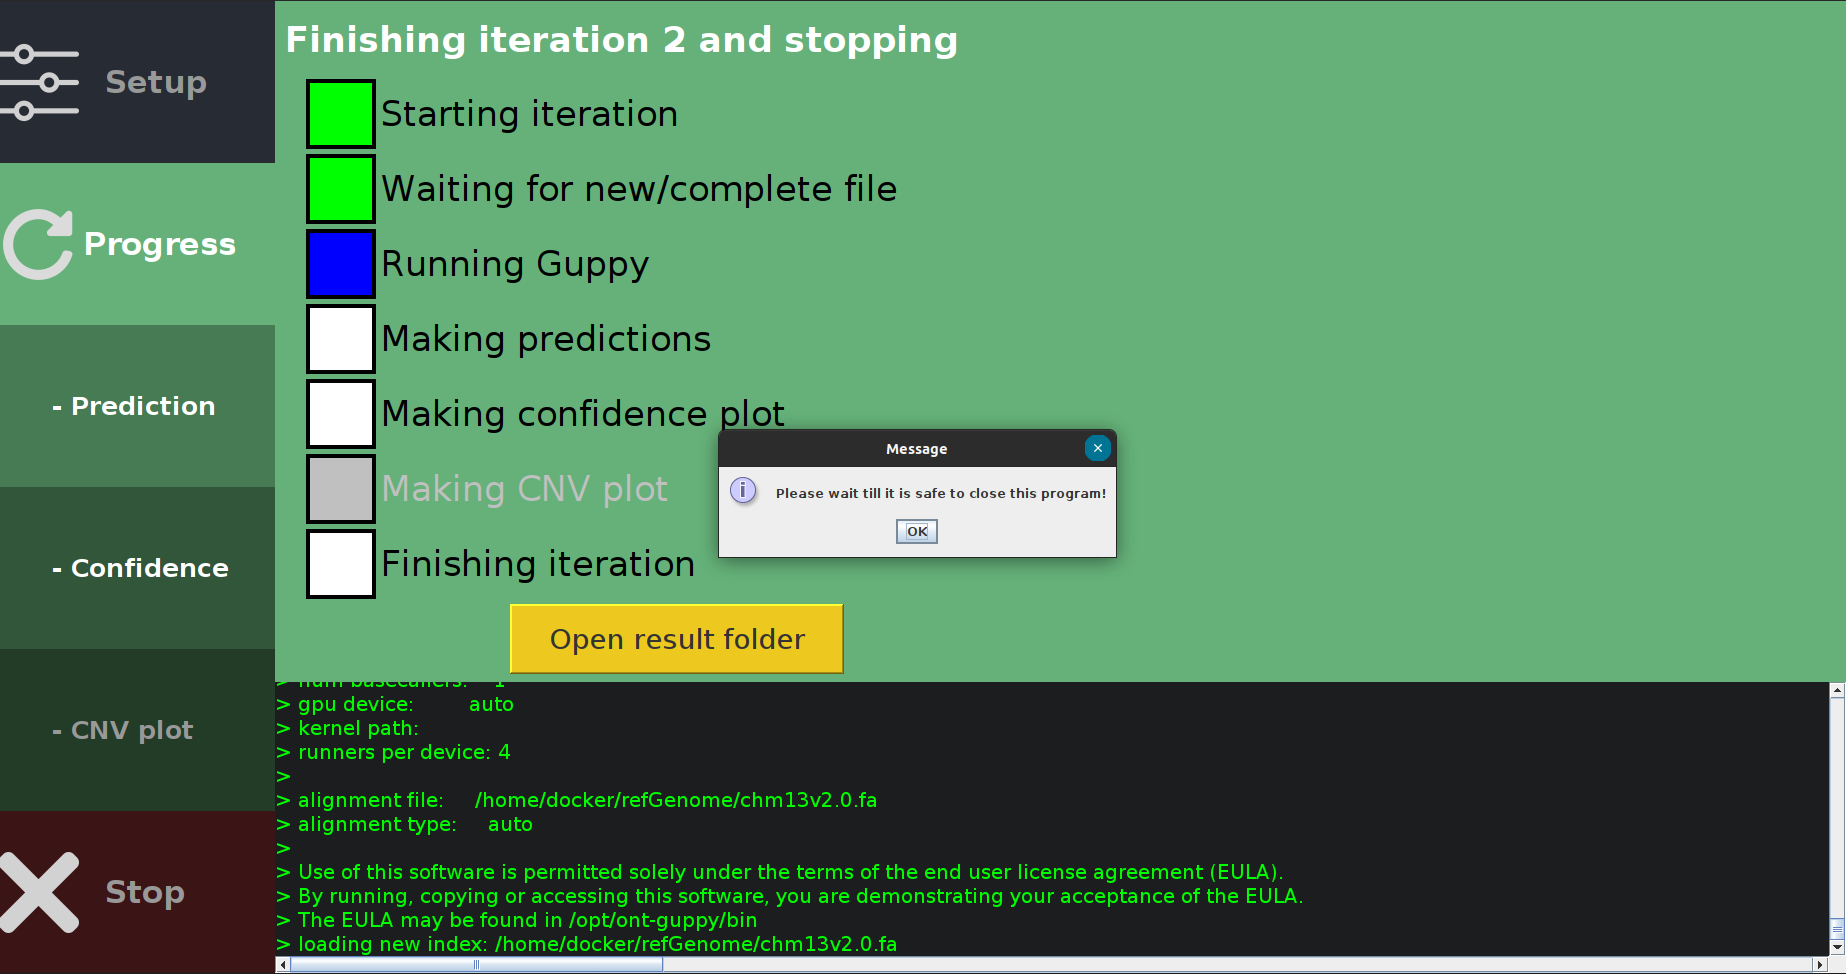 Setup
Progress
- Prediction
- Confidence
- CNV plot
Stop
Finishing iteration 2 and stopping
Starting iteration
Waiting for new/complete file
Running Guppy
Making predictions
Making confidence plot
Making CNV plot
Finishing iteration
Message
Please wait till it is safe to close this program!
OK
Open result folder
> num basecallers: 1
> gpu device: auto
> kernel path:
> runners per device: 4
>
> alignment file: /home/docker/refGenome/chm13v2.0.fa
> alignment type: auto
>
> Use of this software is permitted solely under the terms of the end user license agreement (EULA).
> By running, copying or accessing this software, you are demonstrating your acceptance of the EULA.
> The EULA may be found in /opt/ont-guppy/bin
> loading new index: /home/docker/refGenome/chm13v2.0.fa